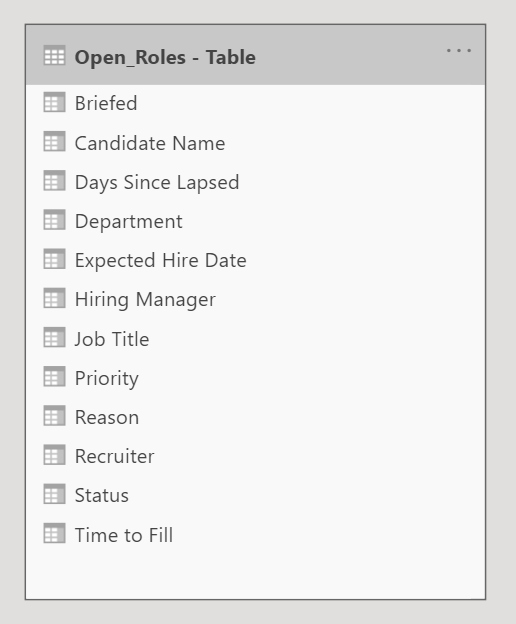 Open_Roles - Table
Briefed
Candidate Name
Days Since Lapsed
Department
Expected Hire Date
Hiring Manager
Job Title
Priority
Reason
Recruiter
Status
Time to Fill